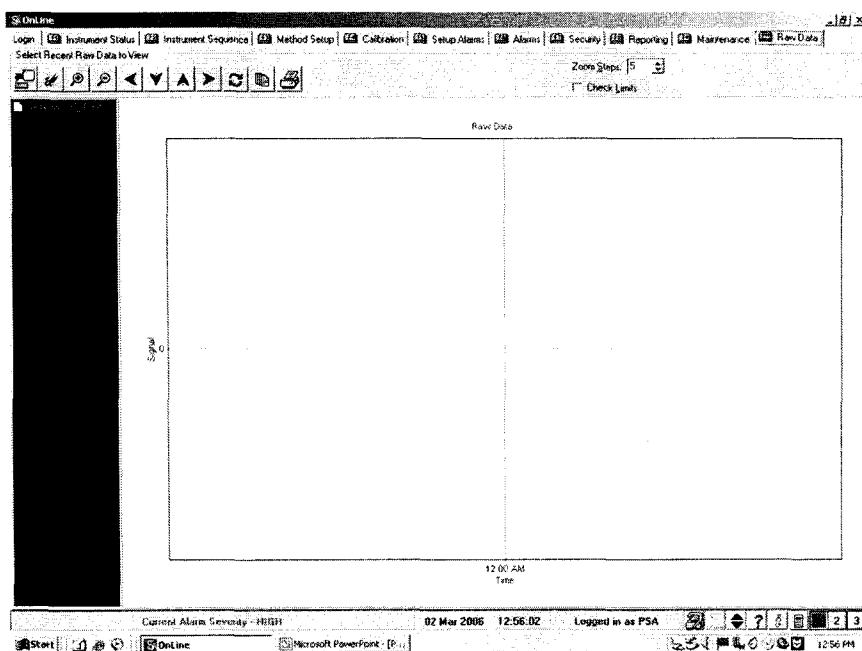 OnLine
Login Instrument Status Instrument Sequence Method Setup Calibration Setup Alarms Alarms Security Reporting Maintenance Raw Data
Select Recent Raw Data to View
Zoom Steps: 5
Check Limits
Raw Data
Signal
0
12:00 AM
Time
Current Alarm Severity - HIGH 02 Mar 2006 12:56:02 Logged in as PSA ? 2 3
Start OnLine Microsoft PowerPoint - [P... 12:56 PM